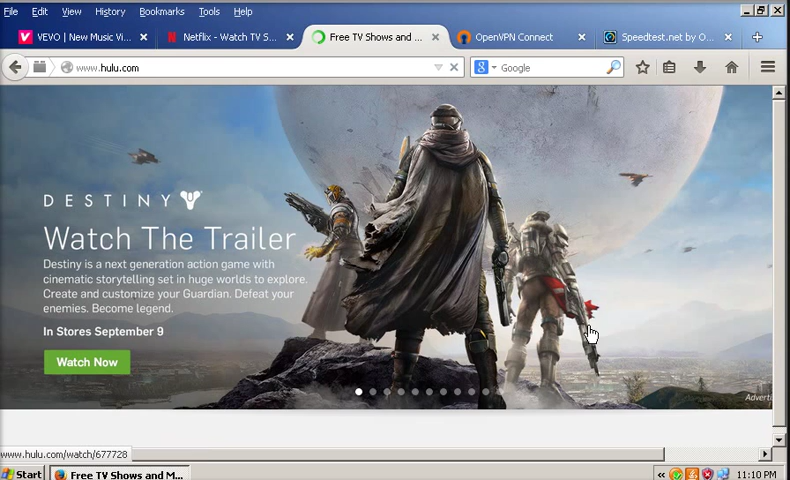 File Edit View History Bookmarks Tools Help
VEVO | New Music Vi... Netflix - Watch TV S... Free TV Shows and ... OpenVPN Connect Speedtest.net by O...
www.hulu.com
Google
DESTINY
Watch The Trailer
Destiny is a next generation action game with
cinematic storytelling set in huge worlds to explore.
Create and customize your Guardian. Defeat your
enemies. Become legend.
In Stores September 9
Watch Now
Adverti
www.hulu.com/watch/677728
Start Free TV Shows and M... 11:10 PM